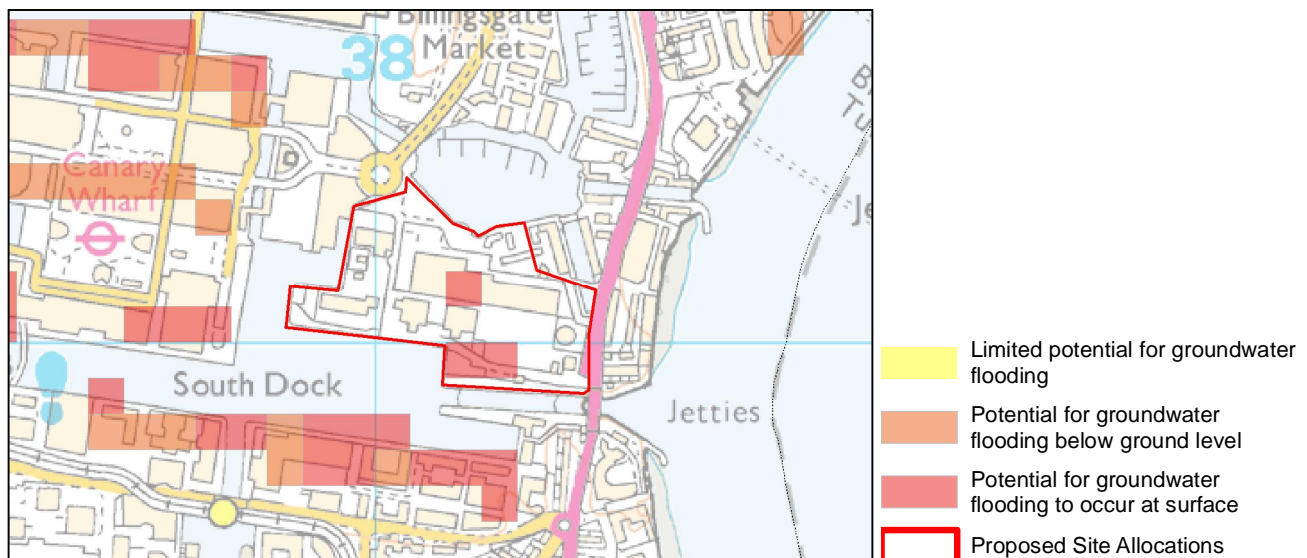 Billingsgate
Market
38
Canary
Wharf
South Dock
Jetties
Limited potential for groundwater
flooding
Potential for groundwater
flooding below ground level
Potential for groundwater
flooding to occur at surface
Proposed Site Allocations